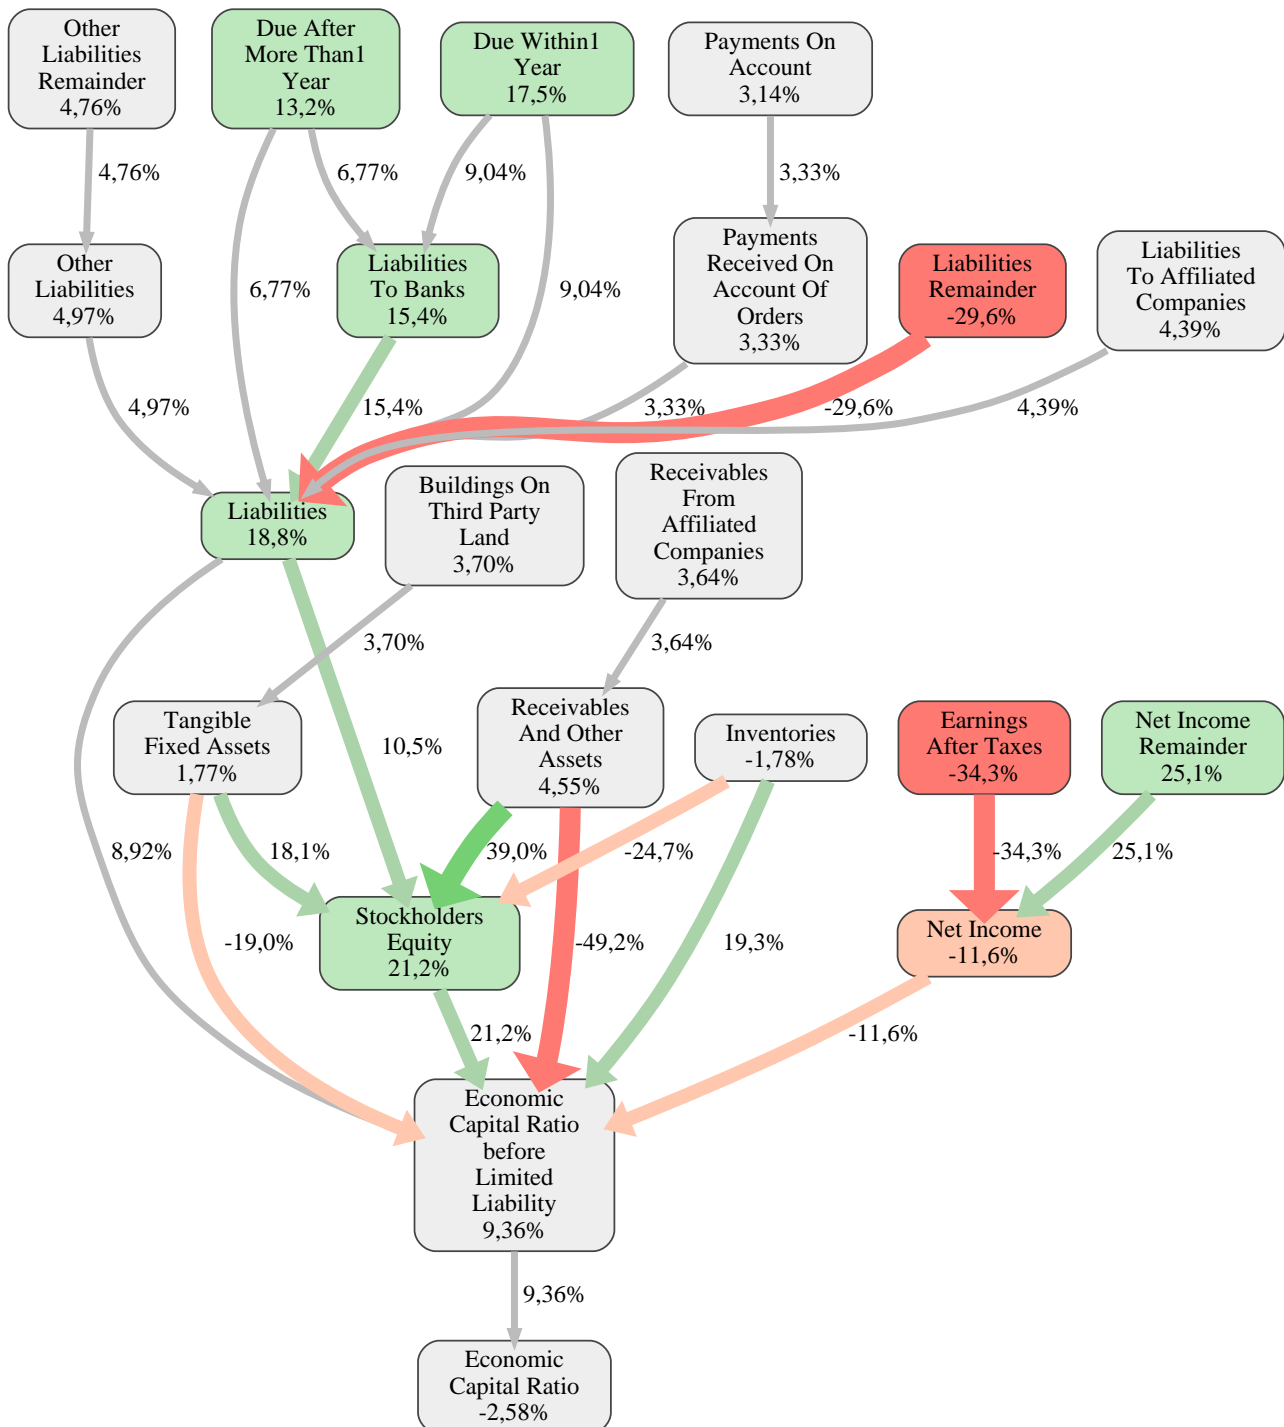 Other
Liabilities
Remainder
4,76%
Due After
More Than1
Year
13,2%
Due Within1
Year
17,5%
Payments On
Account
3,14%
4,76%
6,77%
9,04%
3,33%
Other
Liabilities
4,97%
6,77%
Liabilities
To Banks
15,4%
9,04%
Payments
Received On
Account Of
Orders
3,33%
Liabilities
Remainder
-29,6%
Liabilities
To Affiliated
Companies
4,39%
4,97%
15,4%
3,33%
-29,6%
4,39%
Liabilities
18,8%
Buildings On
Third Party
Land
3,70%
Receivables
From
Affiliated
Companies
3,64%
3,70%
3,64%
Tangible
Fixed Assets
1,77%
10,5%
Receivables
And Other
Assets
4,55%
Inventories
-1,78%
Earnings
After Taxes
-34,3%
Net Income
Remainder
25,1%
8,92%
18,1%
39,0%
-24,7%
-34,3%
25,1%
-19,0%
Stockholders
Equity
21,2%
-49,2%
19,3%
Net Income
-11,6%
21,2%
-11,6%
Economic
Capital Ratio
before
Limited
Liability
9,36%
9,36%
Economic
Capital Ratio
-2,58%